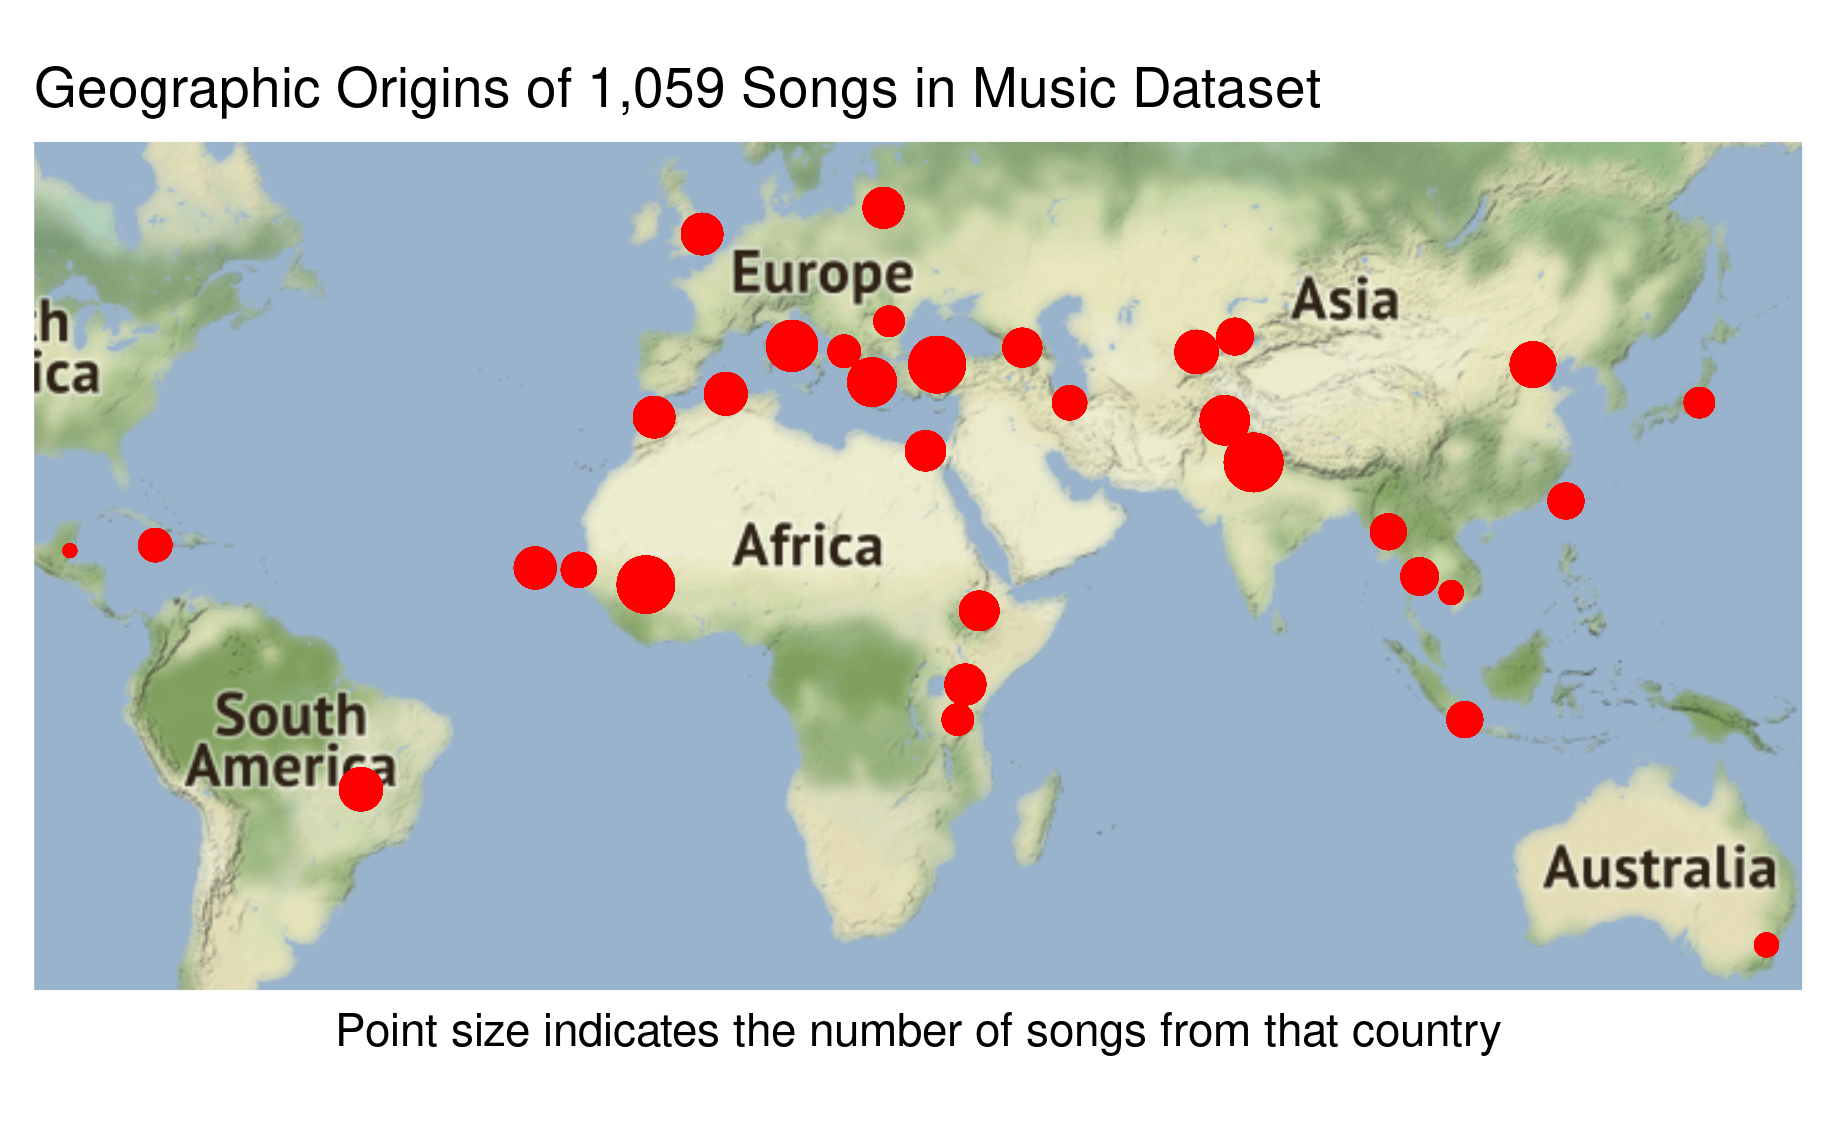 Geographic Origins of 1,059 Songs in Music Dataset
Europe
Asia
h
ica
Africa
South
America
Australia
Point size indicates the number of songs from that country